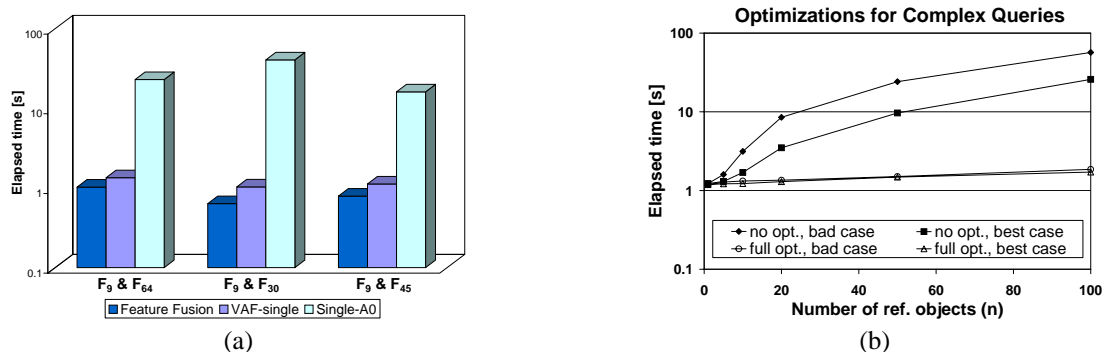 100
10
1
0.1
Elapsed time [s]
F9 & F64
F9 & F30
F9 & F45
Feature Fusion
VAF-single
Single-A0
(a)
Optimizations for Complex Queries
100
10
1
0.1
Elapsed time [s]
no opt., bad case
no opt., best case
full opt., bad case
full opt., best case
0
20
40
60
80
100
Number of ref. objects (n)
(b)